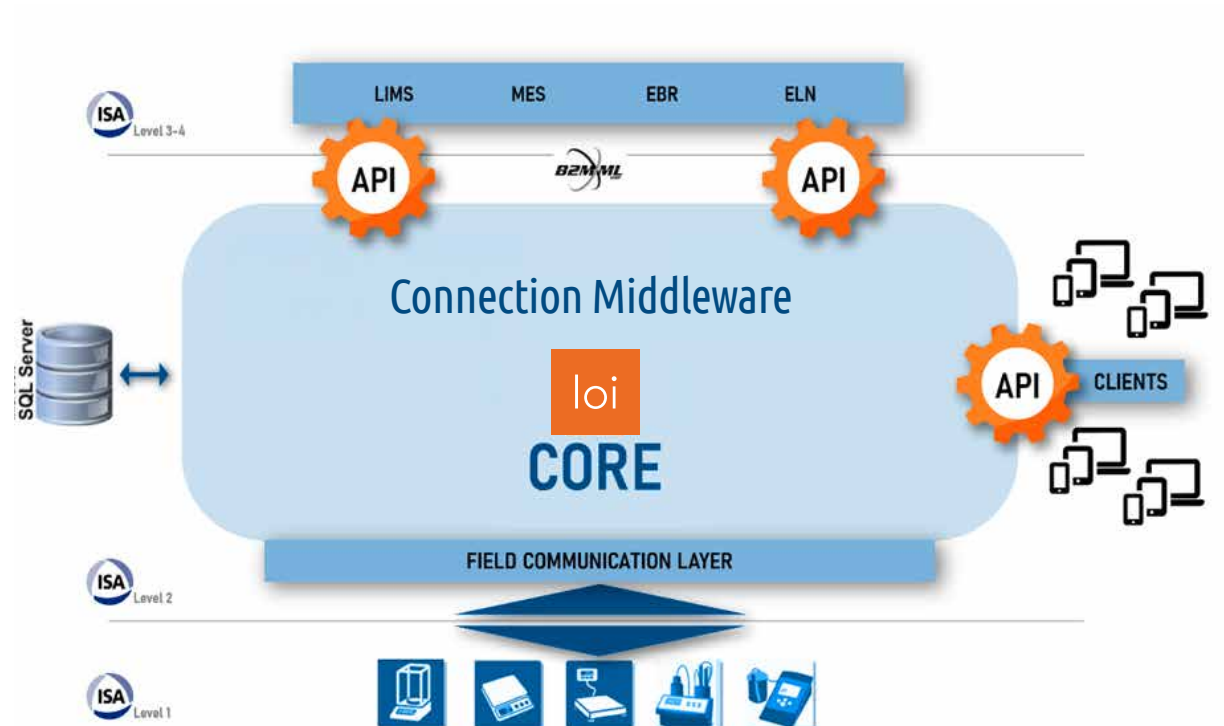 LIMS MES EBR ELN
ISA
Level 3-4
API
B2MML
API
Connection Middleware
SQL Server
loi
API
CLIENTS
CORE
FIELD COMMUNICATION LAYER
ISA
Level 2
ISA
Level 1